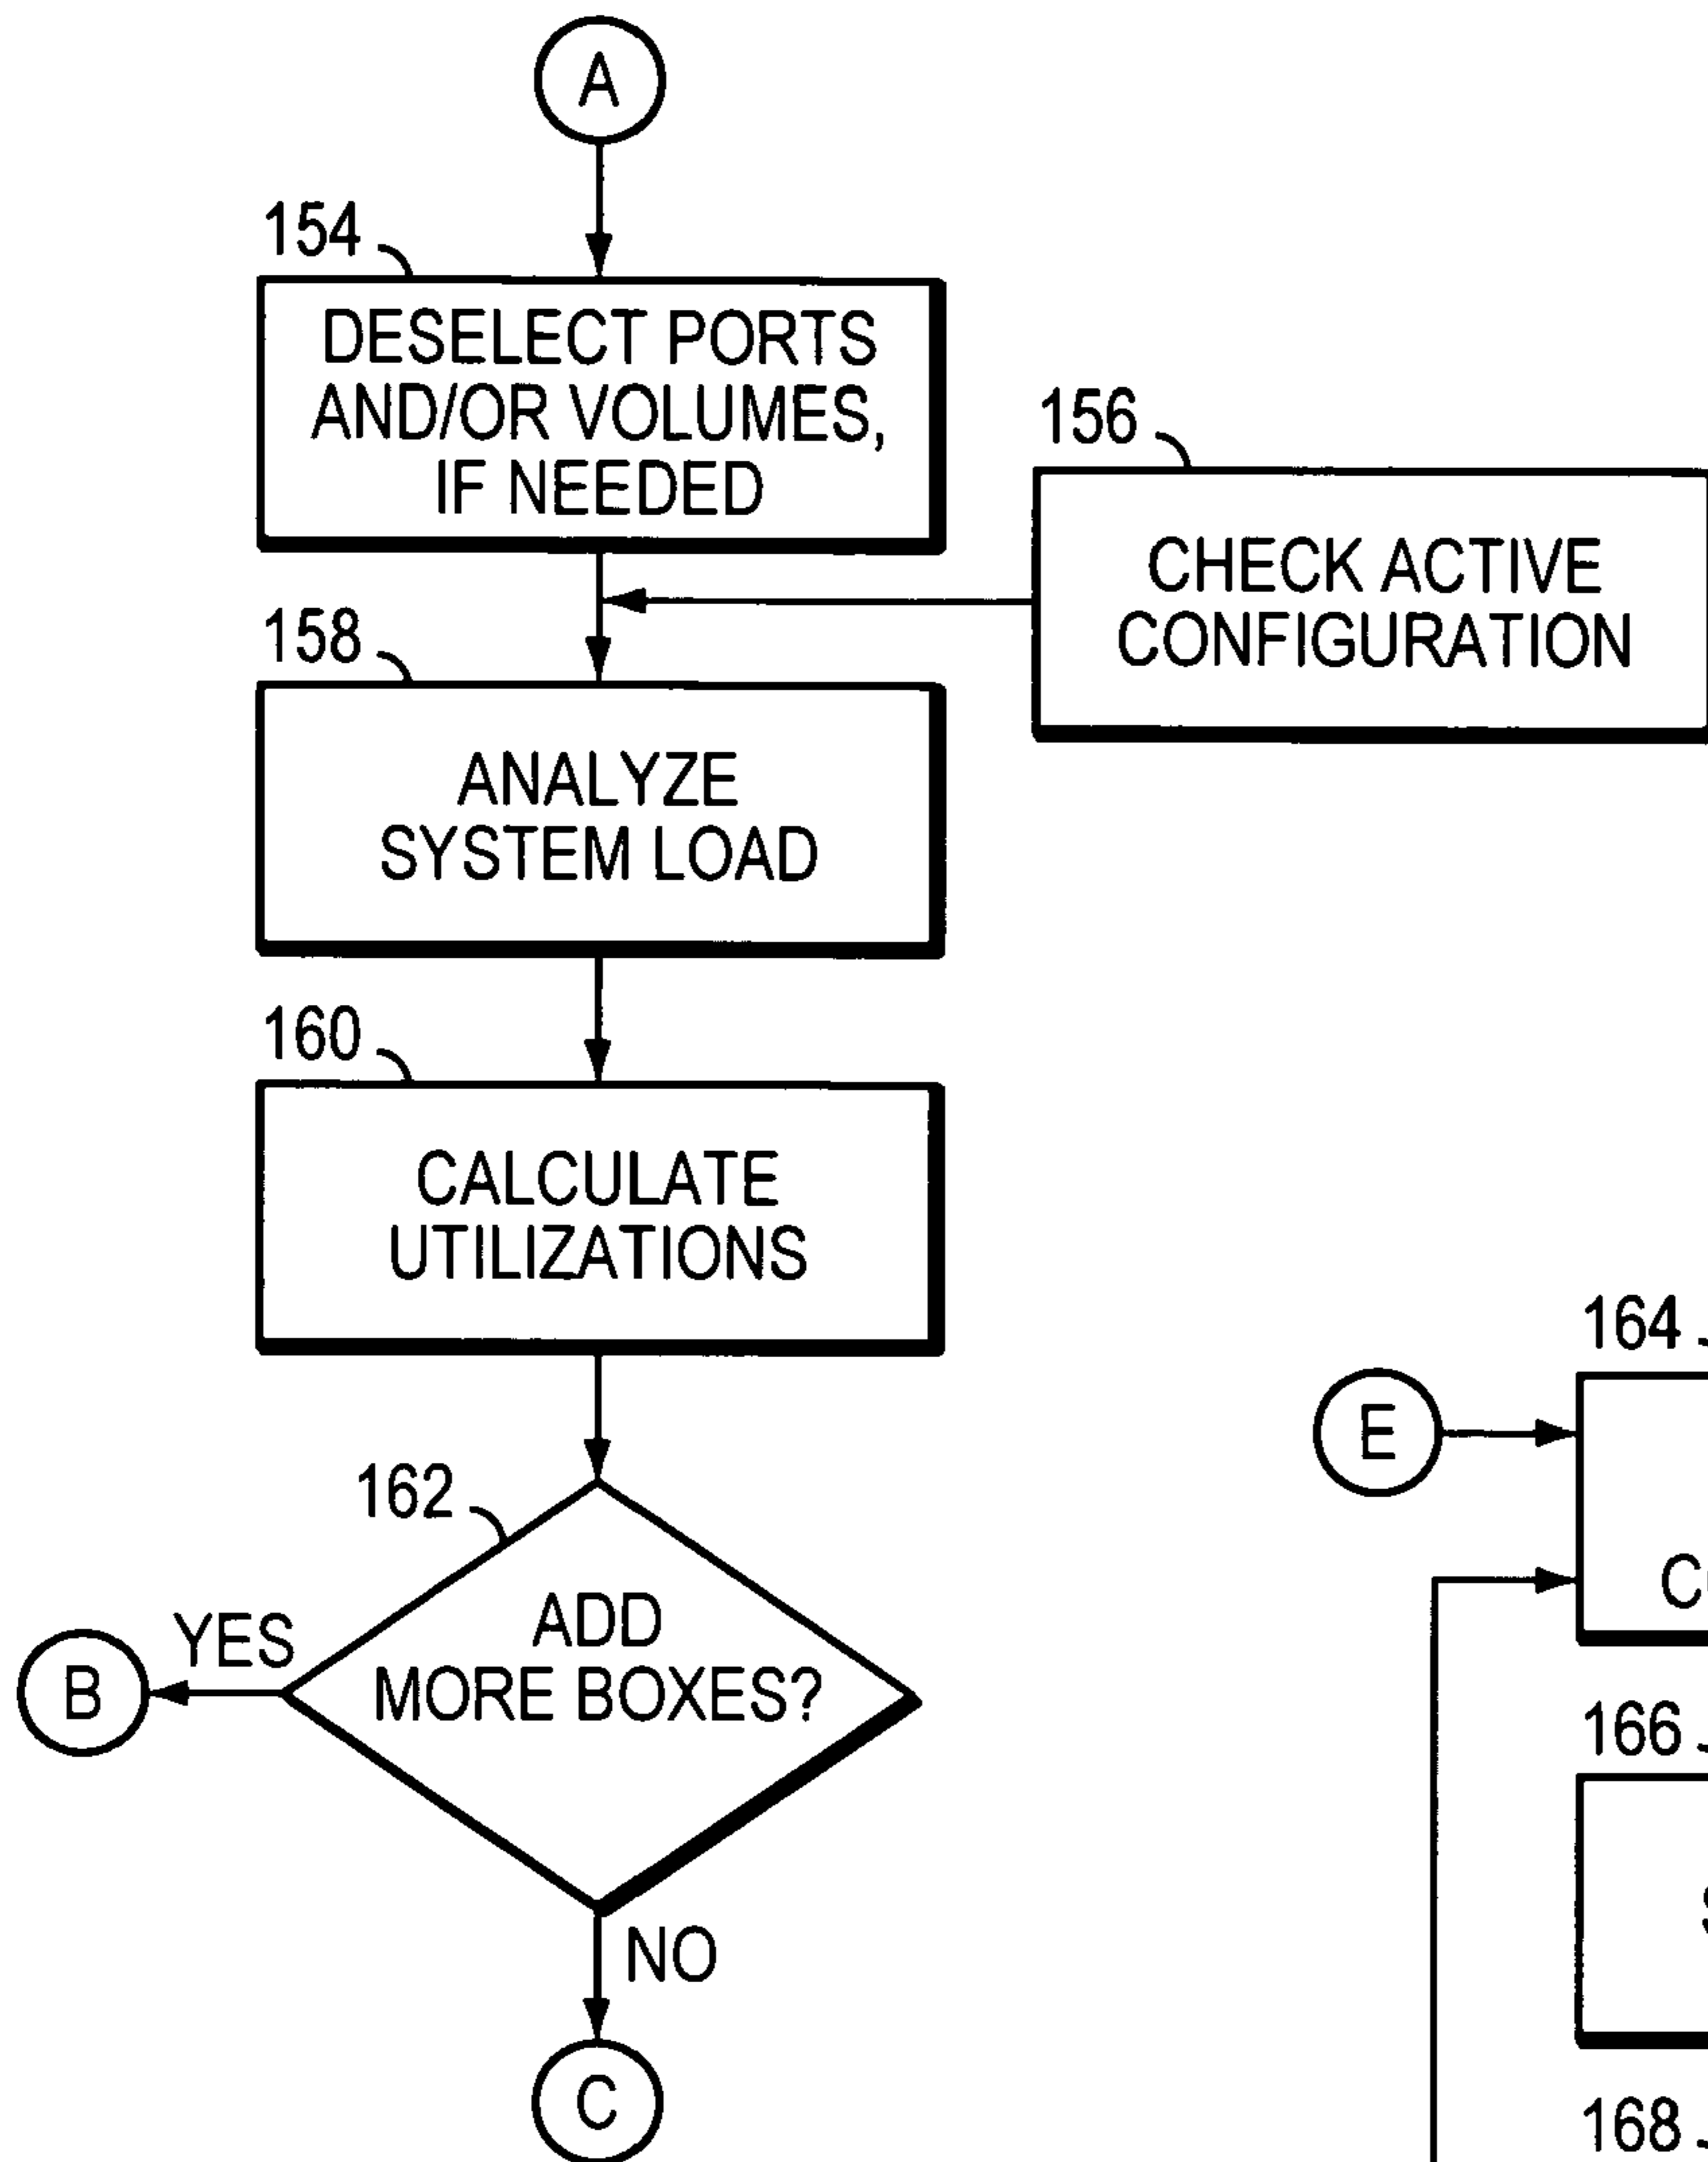 A
154
DESELECT PORTS
AND/OR VOLUMES,
IF NEEDED
156
CHECK ACTIVE
CONFIGURATION
158
ANALYZE
SYSTEM LOAD
160
CALCULATE
UTILIZATIONS
162
ADD
MORE BOXES?
YES
B
NO
C
E
164
166
168